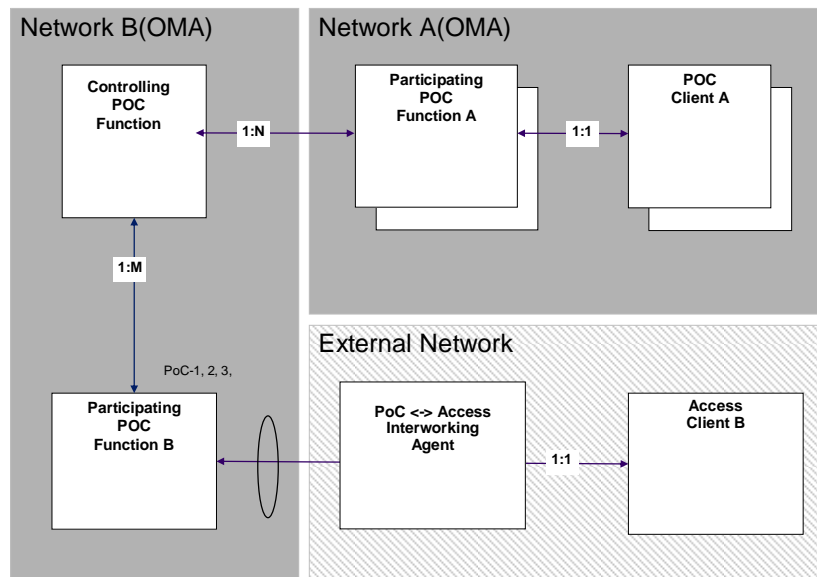 Network B(OMA)
Controlling
POC
Function
1:N
1:M
PoC-1, 2, 3,
Participating
POC
Function B
Network A(OMA)
Participating
POC
Function A
1:1
POC
Client A
External Network
PoC <-> Access
Interworking
Agent
1:1
Access
Client B